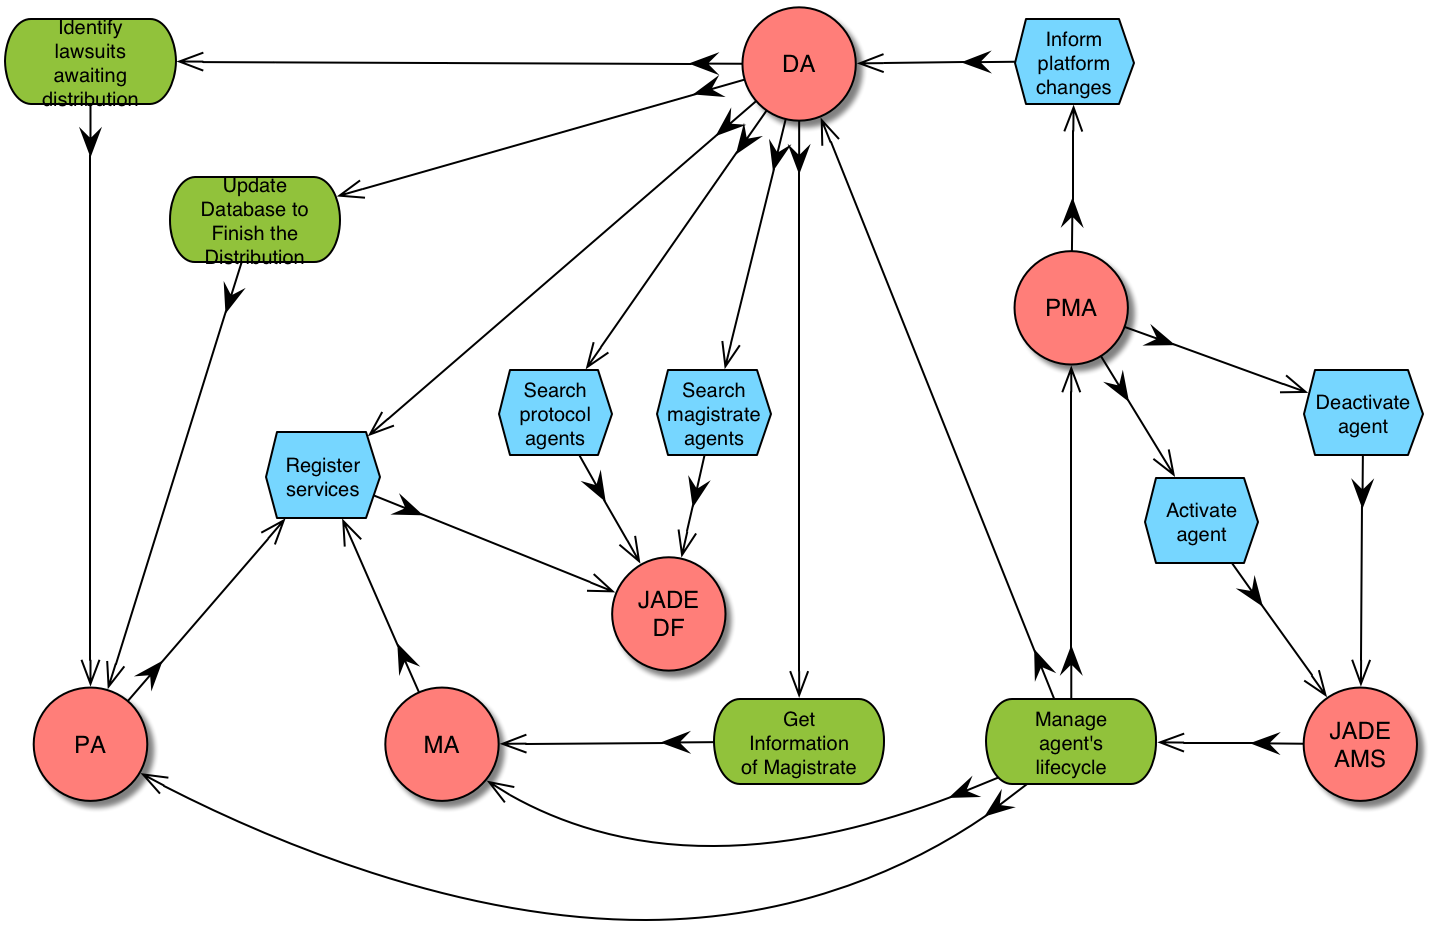 Identify
lawsuits
awaiting
distribution
DA
Inform
platform
changes
Update
Database to
Finish the
Distribution
PMA
Search
protocol
agents
Search
magistrate
agents
Deactivate
agent
Register
services
Activate
agent
JADE
DF
PA
MA
Get
Information
of Magistrate
Manage
agent's
lifecycle
JADE
AMS